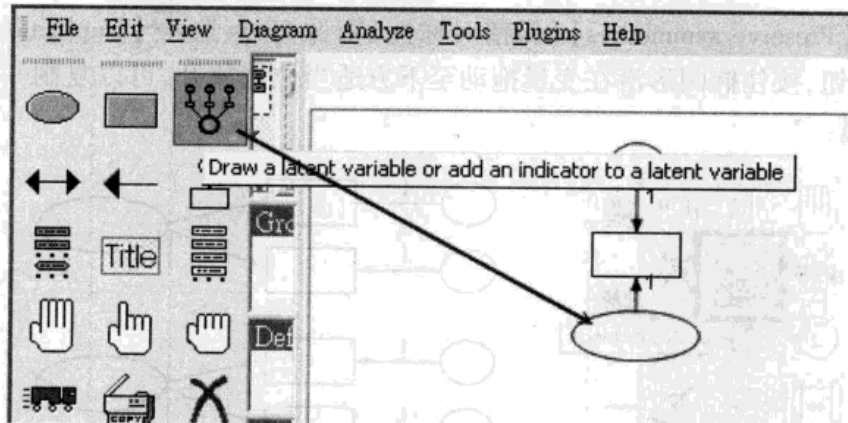 File Edit View Diagram Analyze Tools Plugins Help
Draw a latent variable or add an indicator to a latent variable
1
Gro
Title
1
Def
COPY